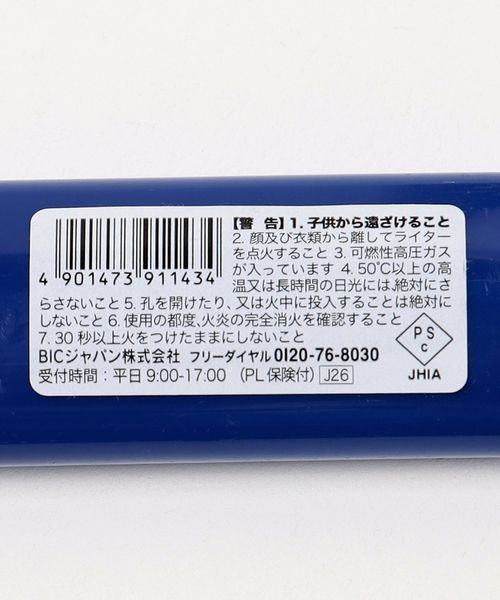 4 901473 911434
【警 告】1. 子供から遠ざけること
2. 顔及び衣類から離してライター
を点火すること 3. 可燃性高圧ガス
が入っています 4. 50℃以上の高
温又は長時間の日光には、絶対にさ
らさないこと 5. 孔を開けたり、又は火中に投入することは絶対に
しないこと 6. 使用の都度、火炎の完全消火を確認すること
7. 30 秒以上火をつけたままにしないこと
BICジャパン株式会社 フリーダイヤル 0120-76-8030
受付時間：平日 9:00-17:00 （PL 保険付） J26
PS
C
JHIA